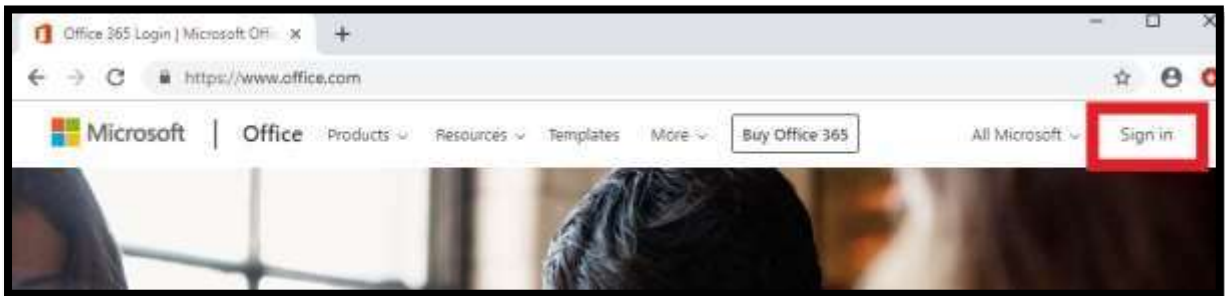 Office 365 Login | Microsoft Off
https://www.office.com
Microsoft | Office Products Resources Templates More Buy Office 365 All Microsoft Sign in